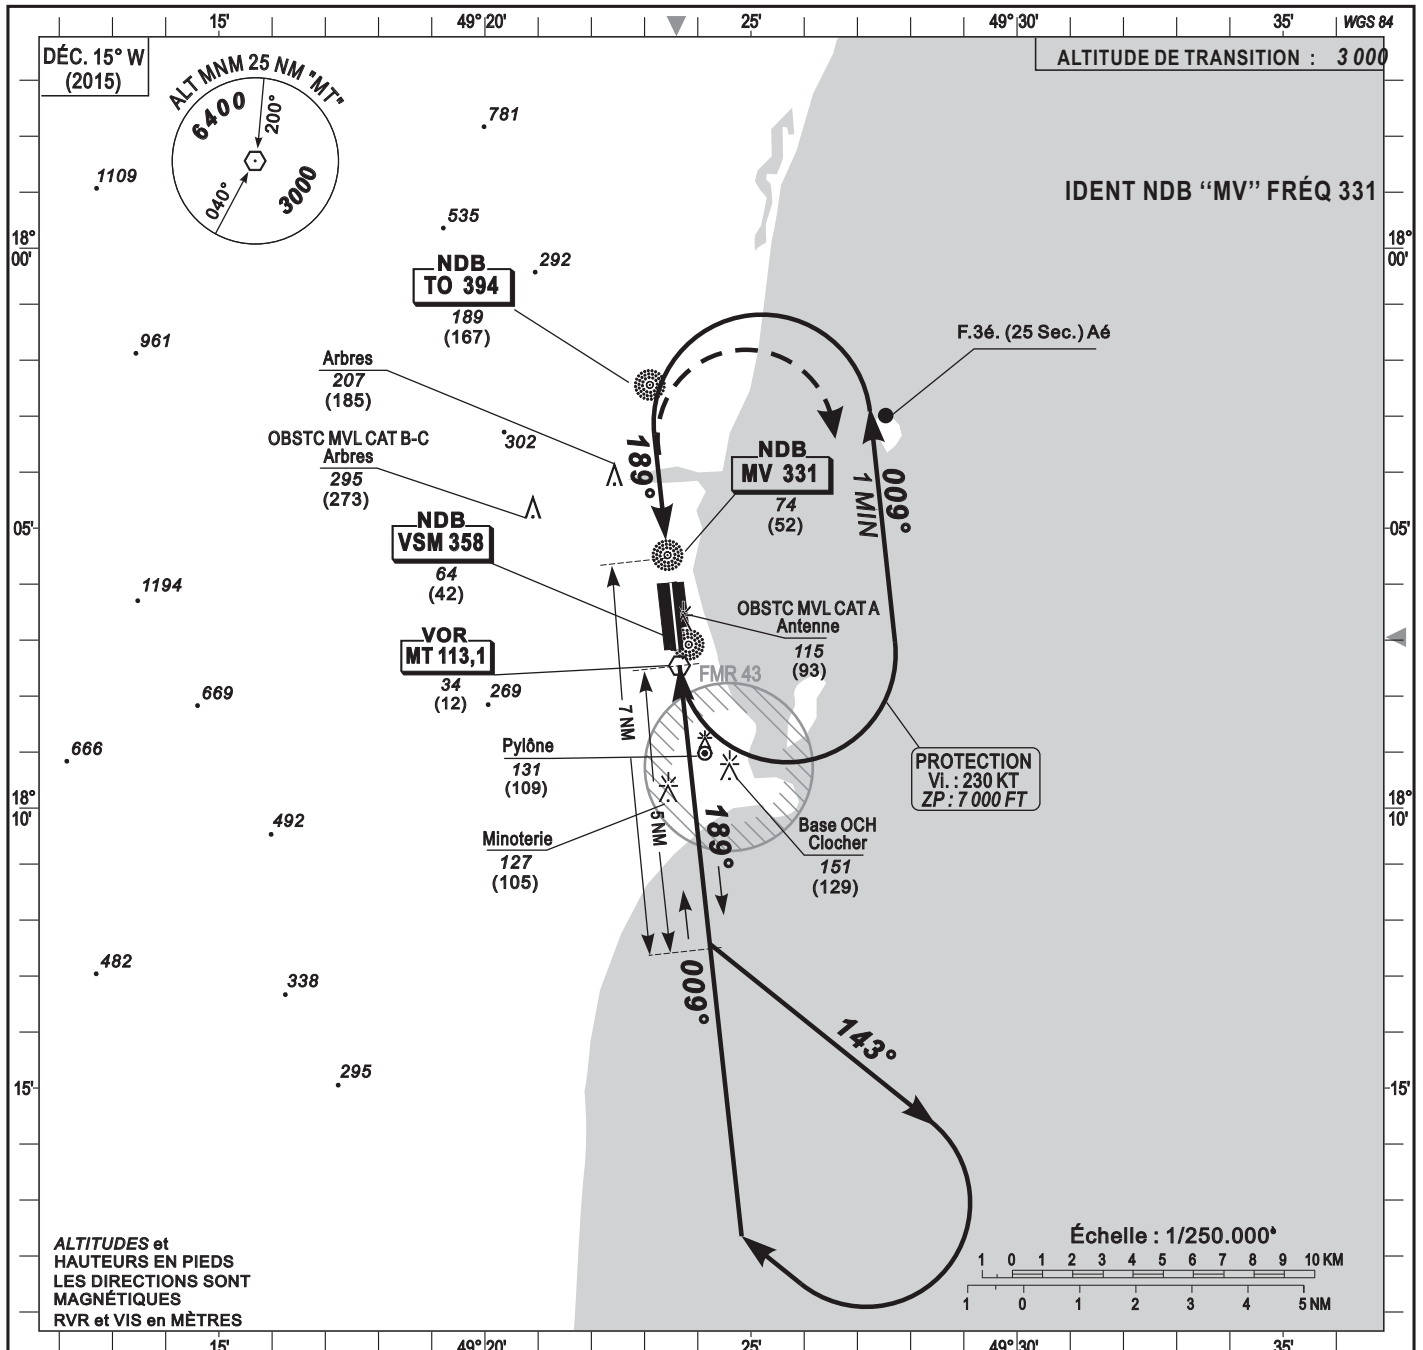 15'
49° 20'
25'
49° 30'
35'
WGS 84
DÉC. 15° W
(2015)
ALT MNM 25 NM "MT"
6400
200°
040°
3000
ALTITUDE DE TRANSITION : 3 000
IDENT NDB “MV” FRÉQ 331
781
1109
535
292
18°
00'
18°
00'
NDB
TO 394
189
(167)
961
F.3é. (25 Sec.) Aé
Arbres
207
(185)
302
OBSTC MVL CAT B-C
Arbres
295
(273)
189°
NDB
MV 331
74
(52)
009°
1 MIN
05'
05'
NDB
VSM 358
64
(42)
1194
OBSTC MVL CAT A
Antenne
115
(93)
VOR
MT 113,1
34
(12)
FMR 43
269
669
7 NM
666
Pylône
131
(109)
PROTECTION
Vi. : 230 KT
ZP : 7 000 FT
18°
10'
18°
10'
492
5 NM
189°
Minoterie
127
(105)
Base OCH
Clocher
151
(129)
482
338
009°
143°
295
15'
15'
ALTITUDES et
HAUTEURS EN PIEDS
LES DIRECTIONS SONT
MAGNÉTIQUES
RVR et VIS en MÈTRES
Échelle : 1/250.000è
1 0 1 2 3 4 5 6 7 8 9 10 KM
1 0 1 2 3 4 5 NM
15'
49° 20'
25'
49° 30'
35'